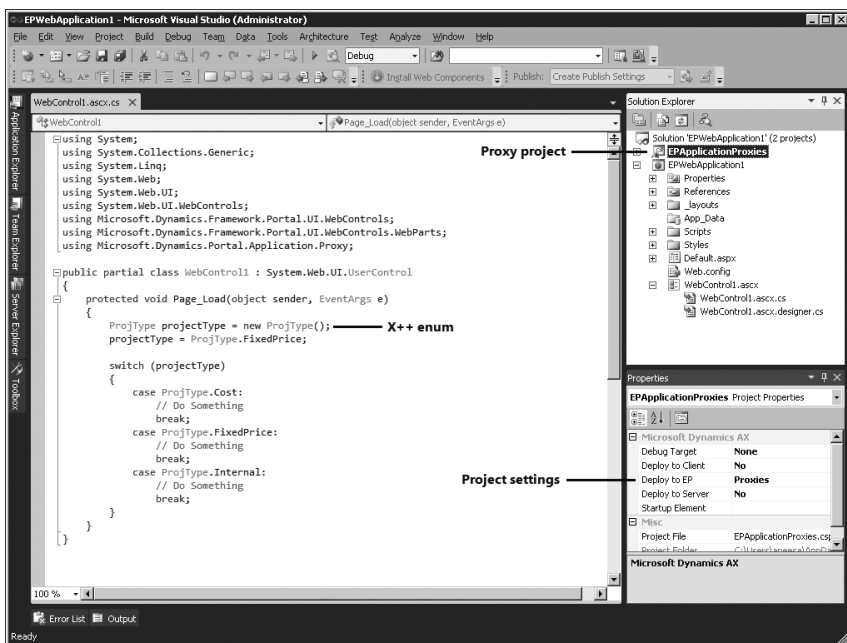 EPWebApplication1 - Microsoft Visual Studio (Administrator)
File Edit View Project Build Debug Team Data Tools Architecture Test Analyze Window Help
Debug
Install Web Components Publish: Create Publish Settings
Application Explorer
Team Explorer
Server Explorer
Toolbox
WebControl1.ascx.cs
WebControl1
Page_Load(object sender, EventArgs e)
using System;
using System.Collections.Generic;
using System.Linq;
using System.Web;
using System.Web.UI;
using System.Web.UI.WebControls;
using Microsoft.Dynamics.Framework.Portal.UI.WebControls;
using Microsoft.Dynamics.Framework.Portal.UI.WebControls.WebParts;
using Microsoft.Dynamics.Portal.Application.Proxy;
public partial class WebControl1 : System.Web.UI.UserControl
{
protected void Page_Load(object sender, EventArgs e)
{
ProjType projectType = new ProjType();
X++ enum
projectType = ProjType.FixedPrice;
switch (projectType)
{
case ProjType.Cost:
// Do Something
break;
case ProjType.FixedPrice:
// Do Something
break;
case ProjType.Internal:
// Do Something
break;
}
}
}
100 %
Solution Explorer
Solution 'EPWebApplication1' (2 projects)
Proxy project
EPApplicationProxies
EPWebApplication1
Properties
References
_layouts
App_Data
Scripts
Styles
Default.aspx
Web.config
WebControl1.ascx
WebControl1.ascx.cs
WebControl1.ascx.designer.cs
Properties
EPApplicationProxies Project Properties
Microsoft Dynamics AX
Debug Target None
Deploy to Client No
Project settings
Deploy to EP Proxies
Deploy to Server No
Startup Element
Misc
Project File EPApplicationProxies.csp
Project Folder
Microsoft Dynamics AX
Error List Output
Ready